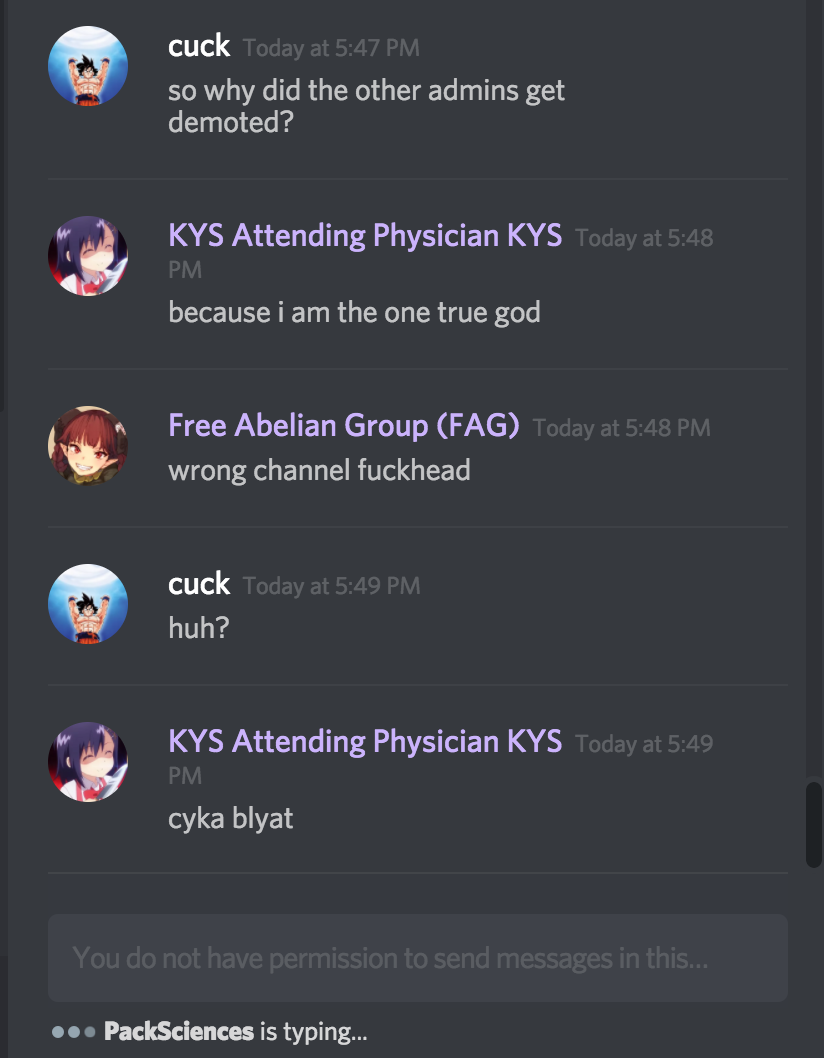 cuck Today at 5:47 PM
so why did the other admins get
demoted?
KYS Attending Physician KYS Today at 5:48
PM
because i am the one true god
Free Abelian Group (FAG) Today at 5:48 PM
wrong channel fuckhead
cuck Today at 5:49 PM
huh?
KYS Attending Physician KYS Today at 5:49
PM
cyka blyat
You do not have permission to send messages in this...
PackSciences is typing...